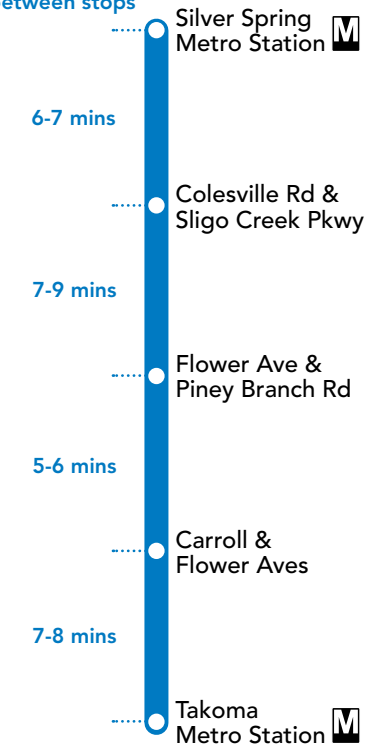 between stops
Silver Spring
Metro Station M
6-7 mins
Colesville Rd &
Sligo Creek Pkwy
7-9 mins
Flower Ave &
Piney Branch Rd
5-6 mins
Carroll &
Flower Aves
7-8 mins
Takoma
Metro Station M